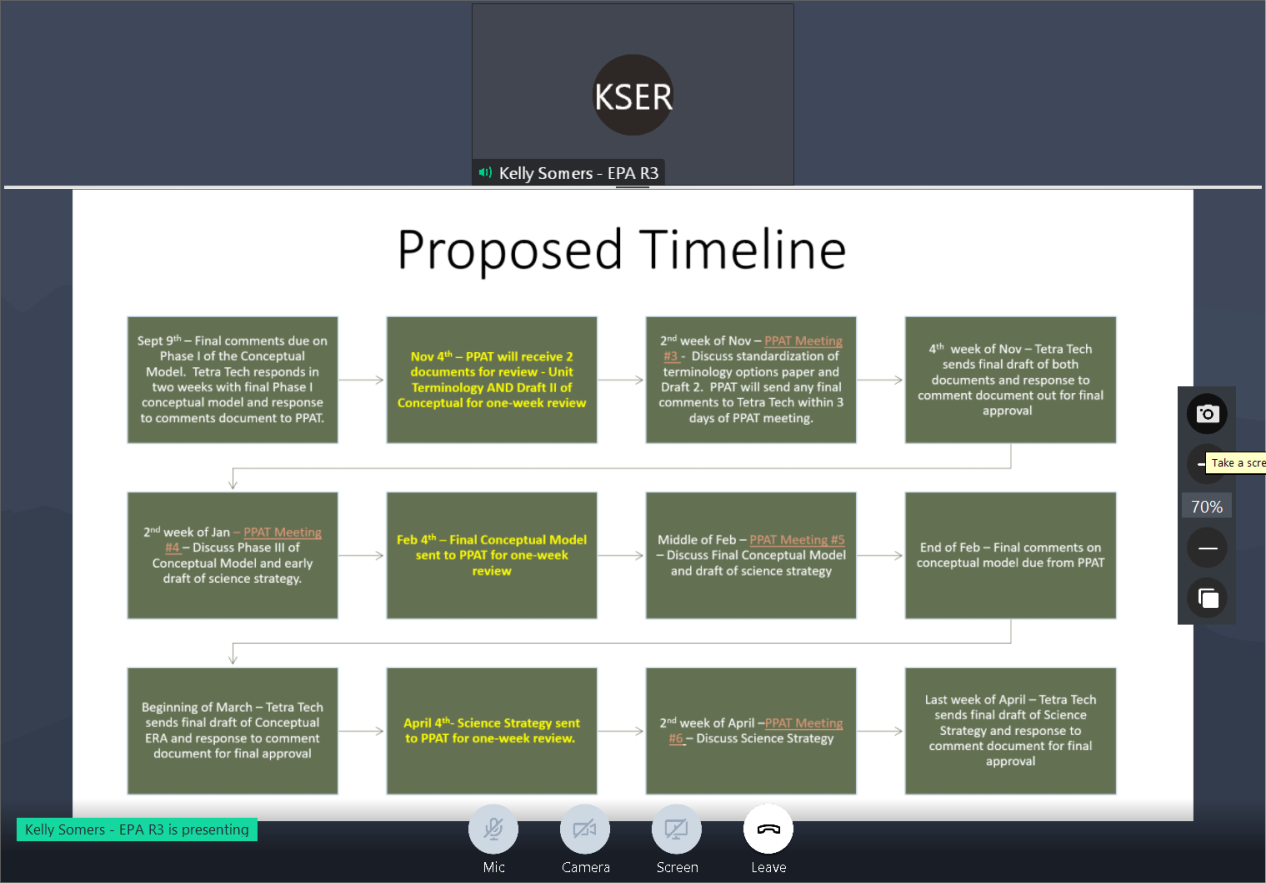 KSER
Kelly Somers - EPA R3
Proposed Timeline
Sept 9th – Final comments due on
Phase I of the Conceptual
Model. Tetra Tech responds in
two weeks with final Phase I
conceptual model and response
to comments document to PPAT.
Nov 4th – PPAT will receive 2
documents for review - Unit
Terminology AND Draft II of
Conceptual for one-week review
2nd week of Nov – PPAT Meeting
#3 - Discuss standardization of
terminology options paper and
Draft 2. PPAT will send any final
comments to Tetra Tech within 3
days of PPAT meeting.
4th week of Nov – Tetra Tech
sends final draft of both
documents and response to
comment document out for final
approval
Take a scre
70%
2nd week of Jan – PPAT Meeting
#4 – Discuss Phase III of
Conceptual Model and early
draft of science strategy.
Feb 4th – Final Conceptual Model
sent to PPAT for one-week
review
Middle of Feb – PPAT Meeting #5
– Discuss Final Conceptual Model
and draft of science strategy
End of Feb – Final comments on
conceptual model due from PPAT
Beginning of March – Tetra Tech
sends final draft of Conceptual
ERA and response to comment
document for final approval
April 4th- Science Strategy sent
to PPAT for one-week review.
2nd week of April –PPAT Meeting
#6 – Discuss Science Strategy
Last week of April – Tetra Tech
sends final draft of Science
Strategy and response to
comment document for final
approval
Kelly Somers - EPA R3 is presenting
Mic
Camera
Screen
Leave